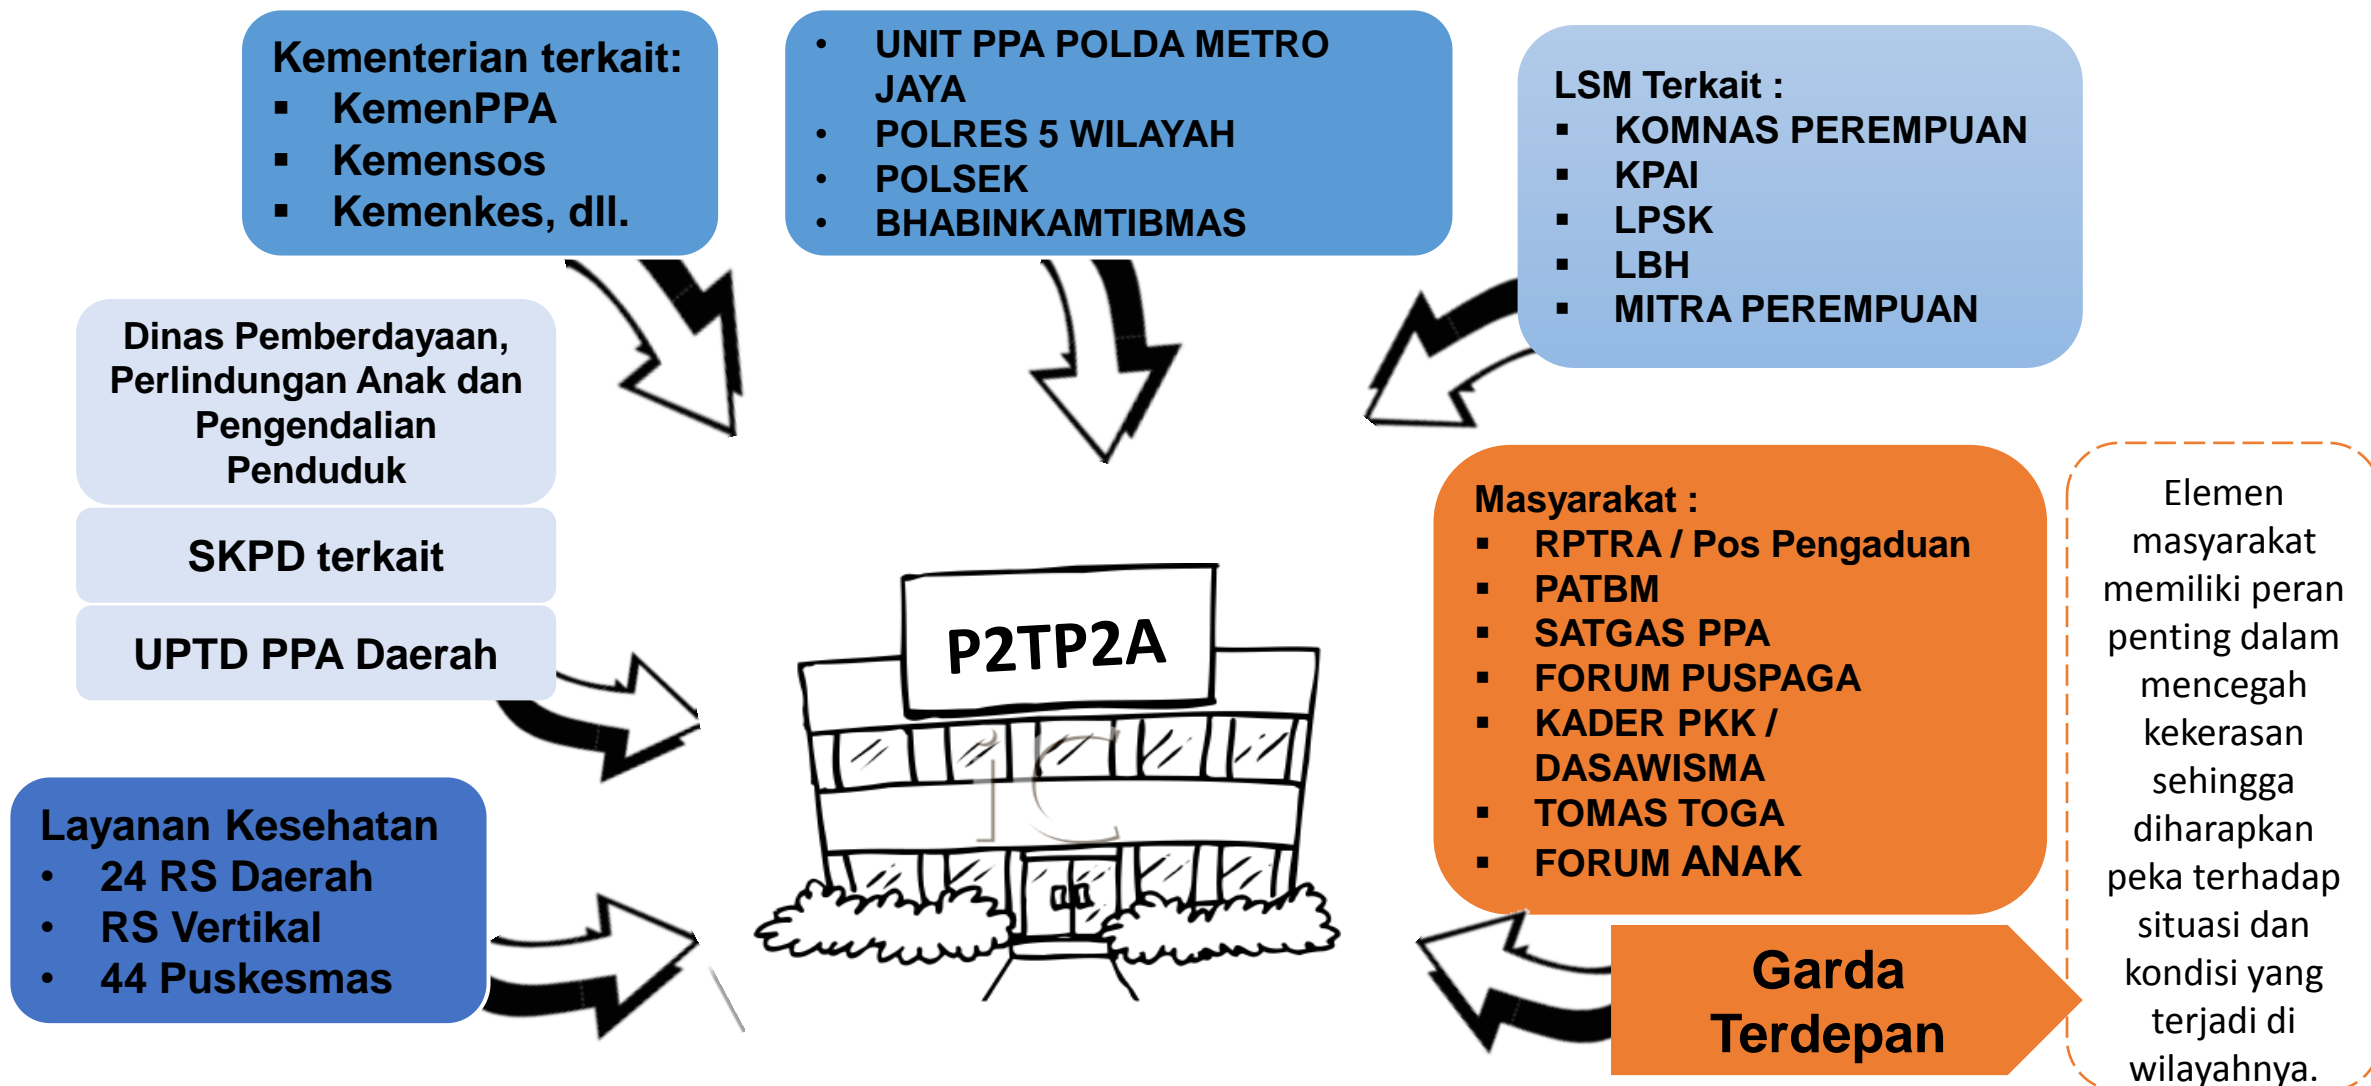 Kementerian terkait:
▪ KemenPPA
▪ Kemensos
▪ Kemenkes, dll.
• UNIT PPA POLDA METRO
JAYA
• POLRES 5 WILAYAH
• POLSEK
• BHABINKAMTIBMAS
LSM Terkait :
▪ KOMNAS PEREMPUAN
▪ KPAI
▪ LPSK
▪ LBH
▪ MITRA PEREMPUAN
Dinas Pemberdayaan,
Perlindungan Anak dan
Pengendalian
Penduduk
SKPD terkait
UPTD PPA Daerah
Layanan Kesehatan
• 24 RS Daerah
• RS Vertikal
• 44 Puskesmas
P2TP2A
iC
Masyarakat :
▪ RPTRA / Pos Pengaduan
▪ PATBM
▪ SATGAS PPA
▪ FORUM PUSPAGA
▪ KADER PKK /
DASAWISMA
▪ TOMAS TOGA
▪ FORUM ANAK
Garda
Terdepan
Elemen
masyarakat
memiliki peran
penting dalam
mencegah
kekerasan
sehingga
diharapkan
peka terhadap
situasi dan
kondisi yang
terjadi di
wilayahnya.